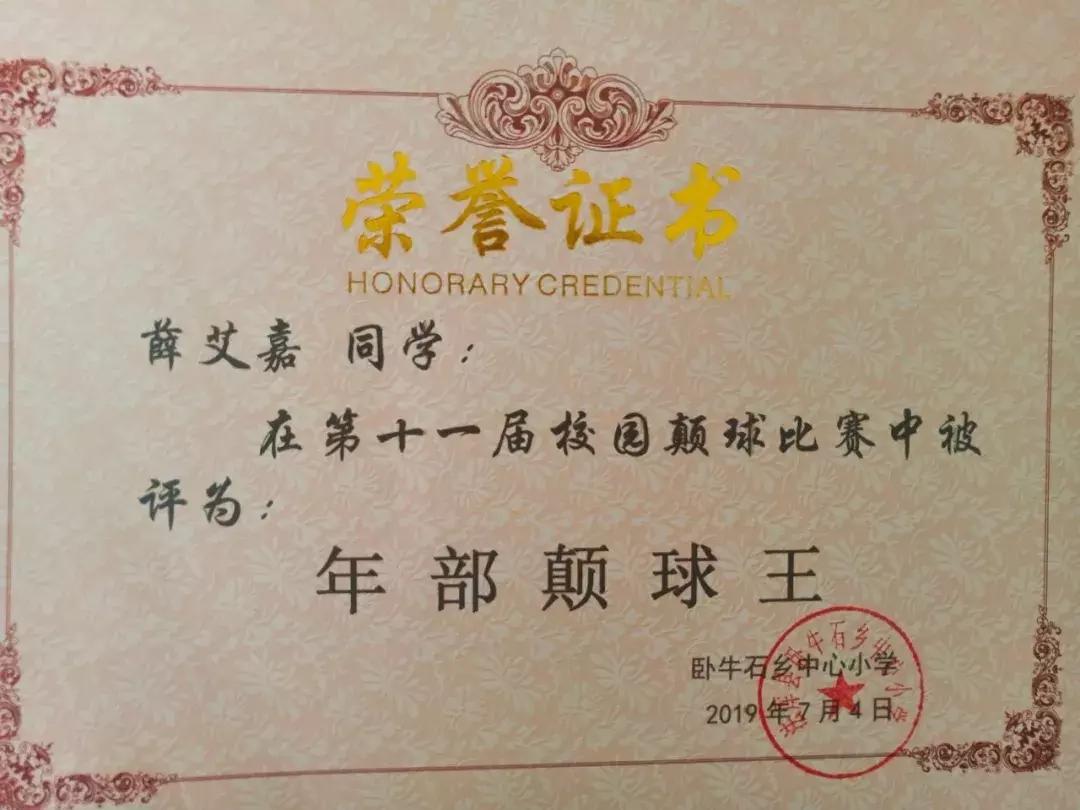 荣誉证书
HONORARY CREDENTIAL
薛艾嘉 同学：
在第十一届校园颠球比赛中被
评为：
年部颠球王
卧牛石乡中心小学
2019年7月4日